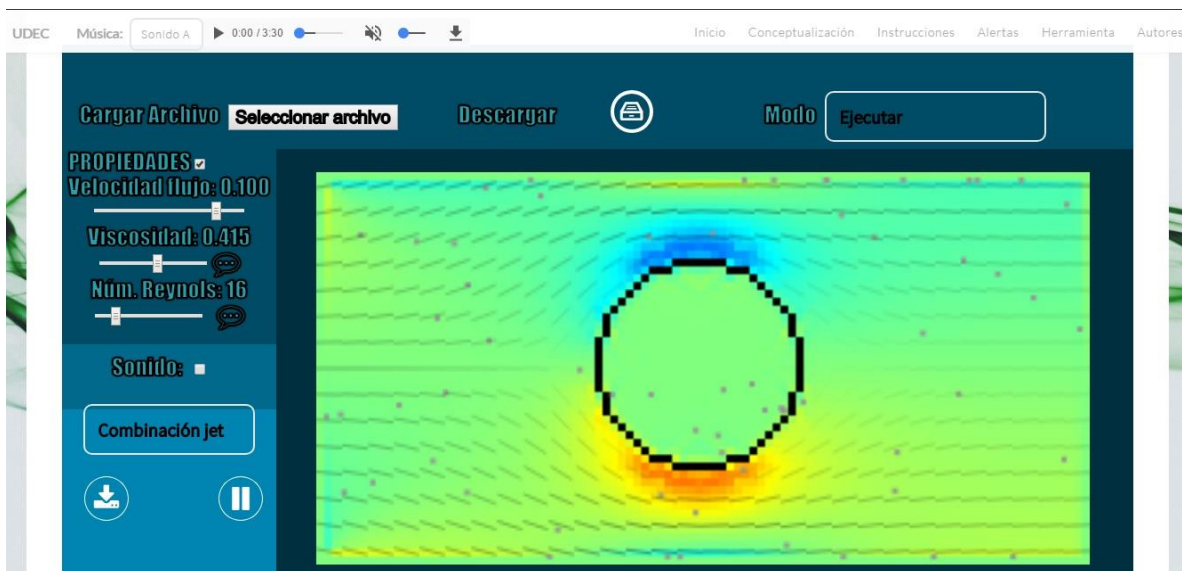 UDEC Música: Sonido A 0:00 / 3:30 Inicio Conceptualización Instrucciones Alertas Herramienta Autores
Cargar Archivo Seleccionar archivo Descargar Modo Ejecutar
PROPIEDADES
Velocidad flujo: 0.100
Viscosidad: 0.415
Núm. Reynols: 16
Sonido:
Combinación jet